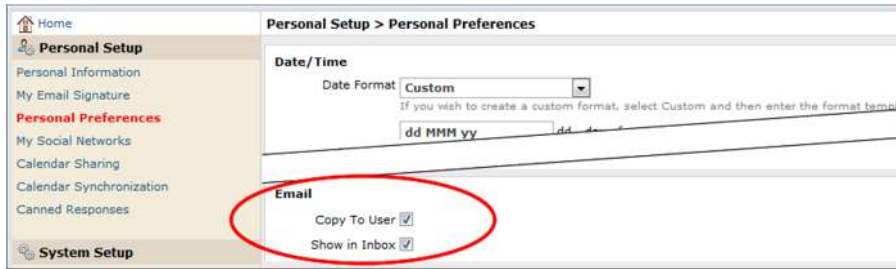 Home
Personal Setup
Personal Information
My Email Signature
Personal Preferences
My Social Networks
Calendar Sharing
Calendar Synchronization
Canned Responses
System Setup
Personal Setup > Personal Preferences
Date/Time
Date Format Custom
If you wish to create a custom format, select Custom and then enter the format templ
dd MMM yy
Email
Copy To User
Show in Inbox